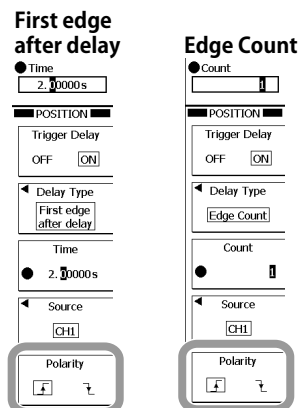 First edge
after delay
Time
2.00000s
POSITION
Trigger Delay
OFF ON
Delay Type
First edge
after delay
Time
2.00000s
Source
CH1
Polarity
Edge Count
Count
1
POSITION
Trigger Delay
OFF ON
Delay Type
Edge Count
Count
1
Source
CH1
Polarity